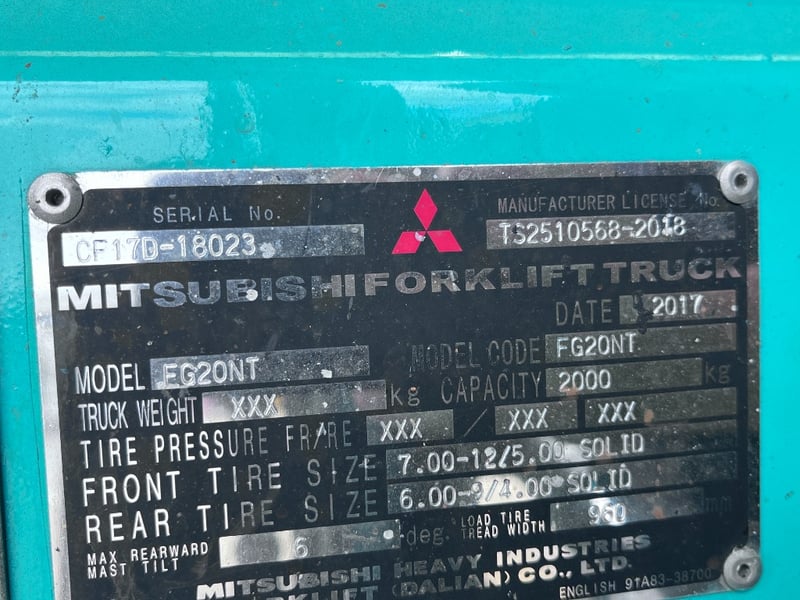 SERIAL No. MANUFACTURER LICENSE No.
CF17D-18023 TS2510568-2018
MITSUBISHI FORKLIFT TRUCK
DATE 2017
MODEL FG20NT MODEL CODE FG20NT
TRUCK WEIGHT XXX kg CAPACITY 2000 kg
TIRE PRESSURE FR/RE XXX / XXX XXX
FRONT TIRE SIZE 7.00-12/5.00 SOLID
REAR TIRE SIZE 6.00-9/4.00 SOLID
MAX REARWARD MAST TILT 6 deg. LOAD TIRE TREAD WIDTH 960 mm
MITSUBISHI HEAVY INDUSTRIES
FORKLIFT (DALIAN) CO., LTD.
ENGLISH 91A83-38700